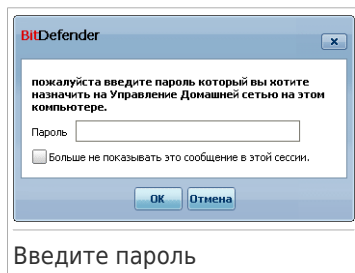 BitDefender
пожалуйста введите пароль который вы хотите
назначить на Управление Домашней сетью на этом
компьютере.
Пароль
Больше не показывать это сообщение в этой сессии.
OK Отмена
Введите пароль